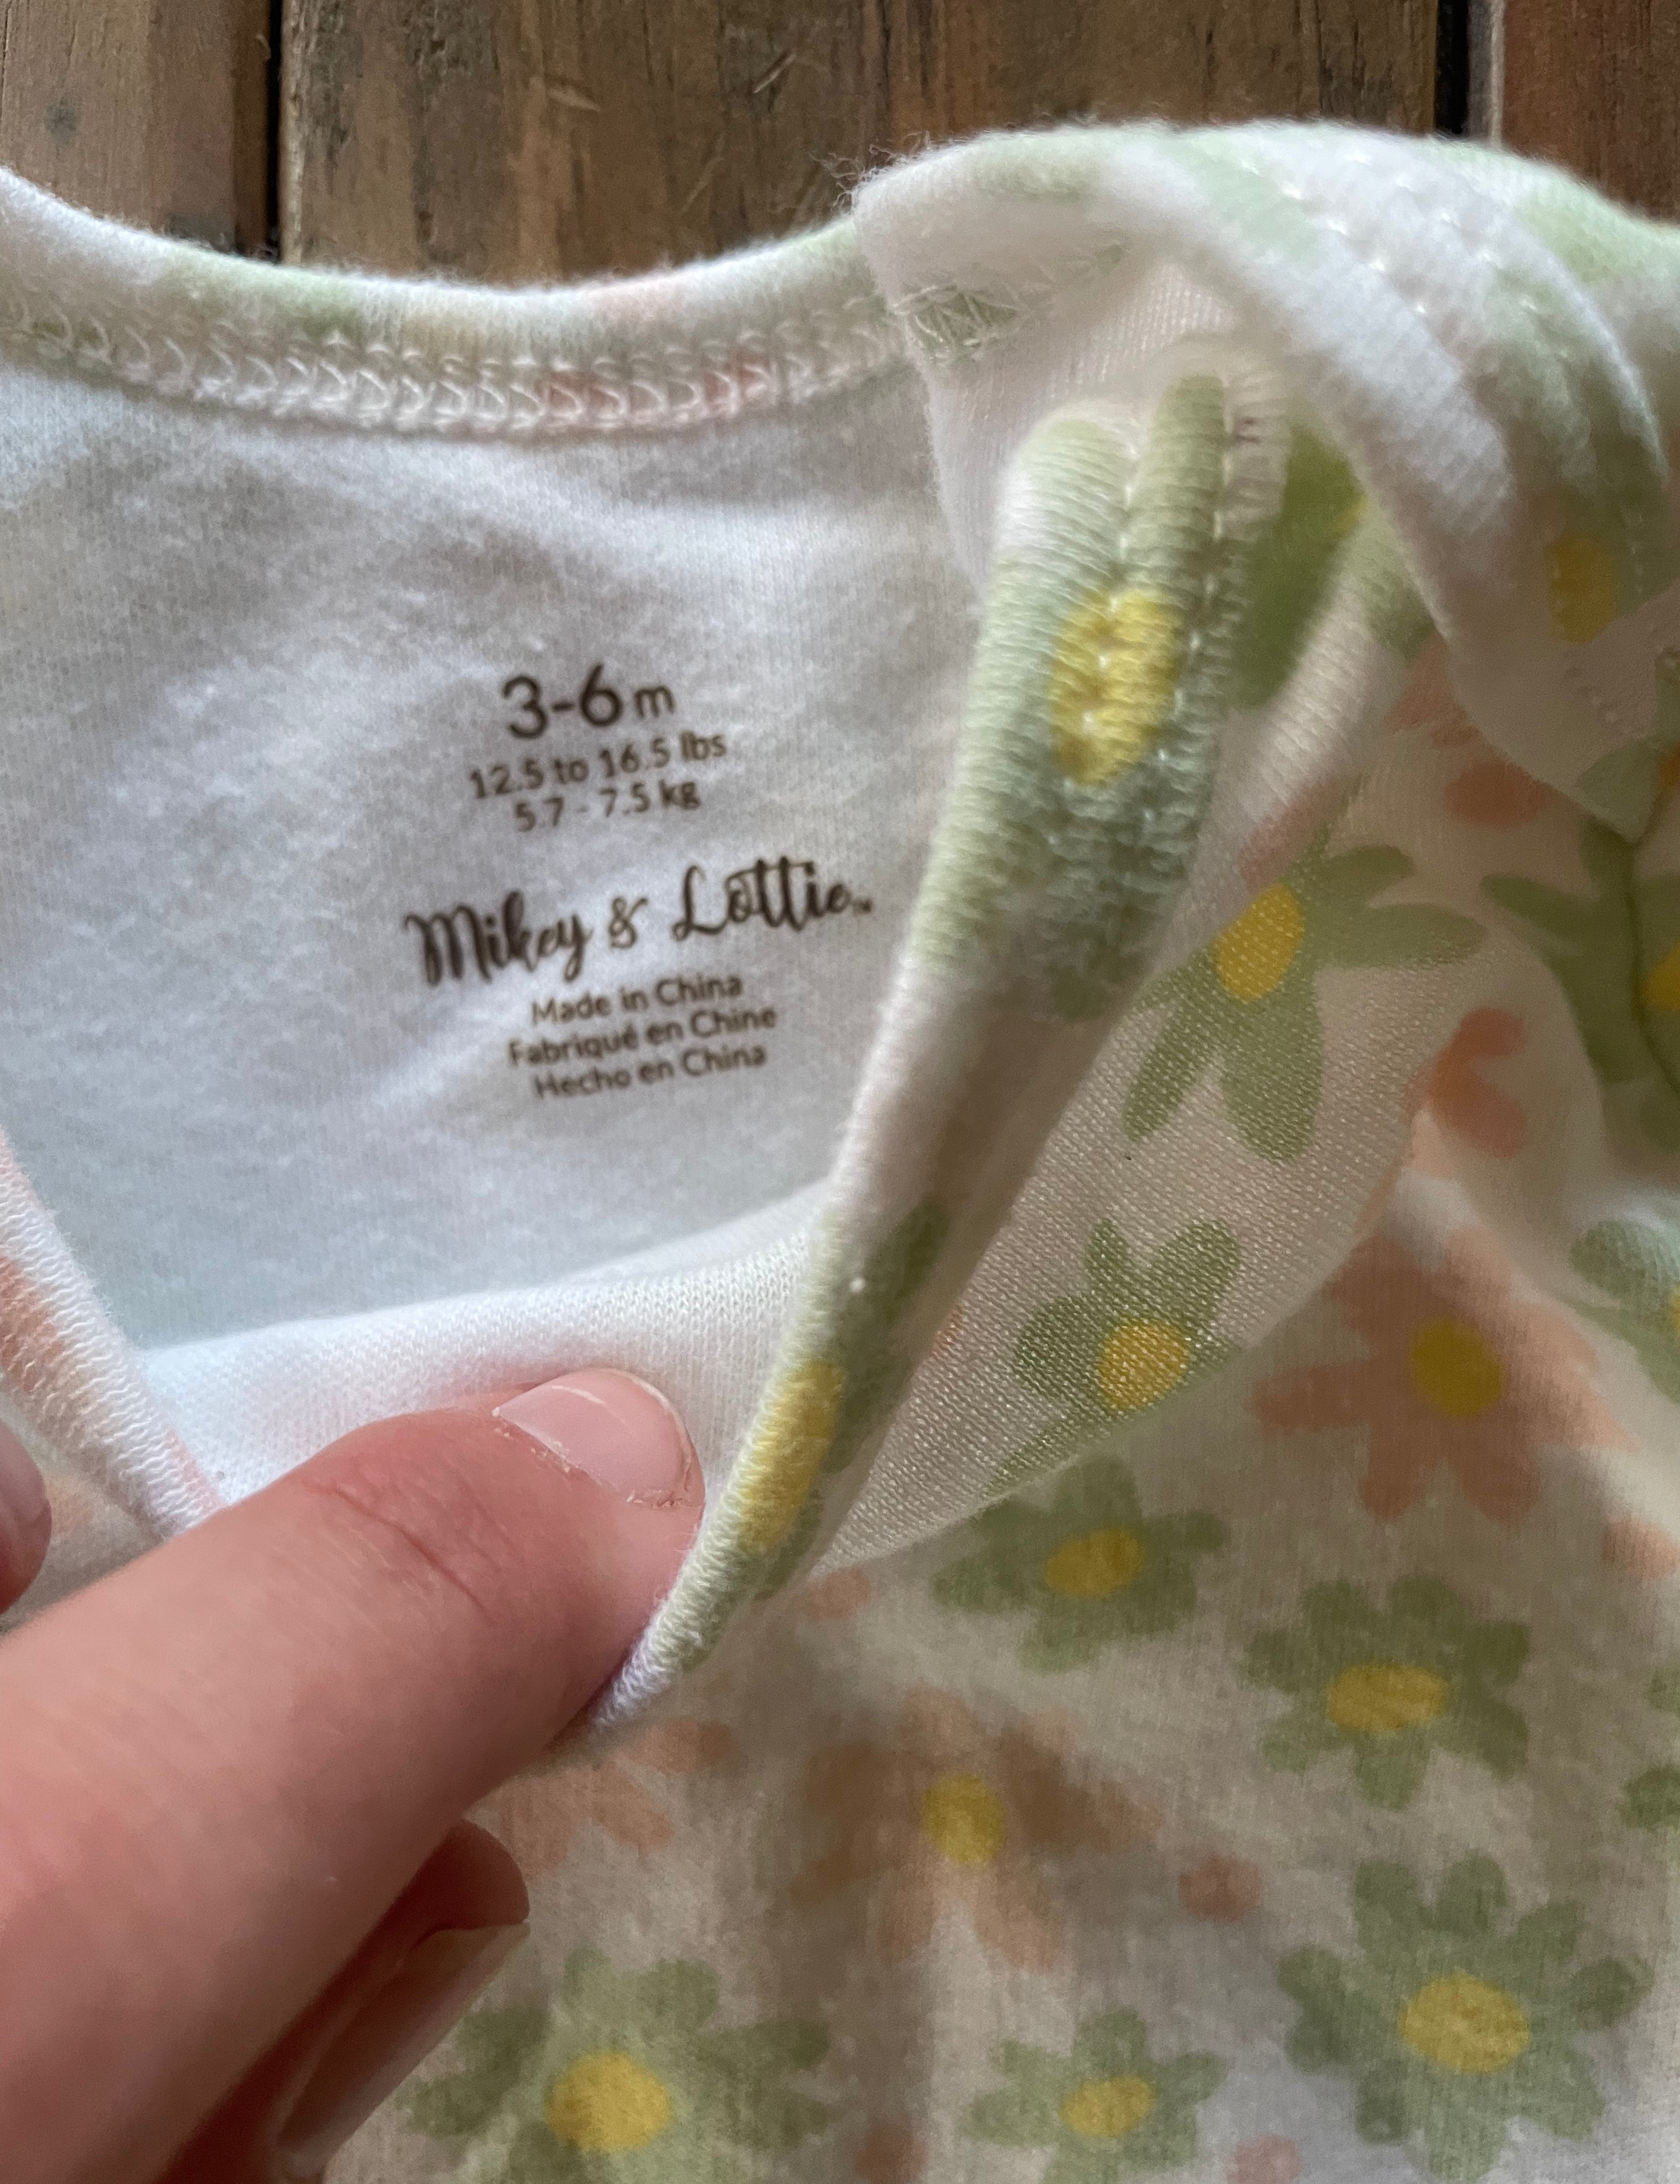 3-6m
12.5 to 16.5 lbs
5.7 - 7.5 kg
Mikey & Lottie™
Made in China
Fabriqué en Chine
Hecho en China